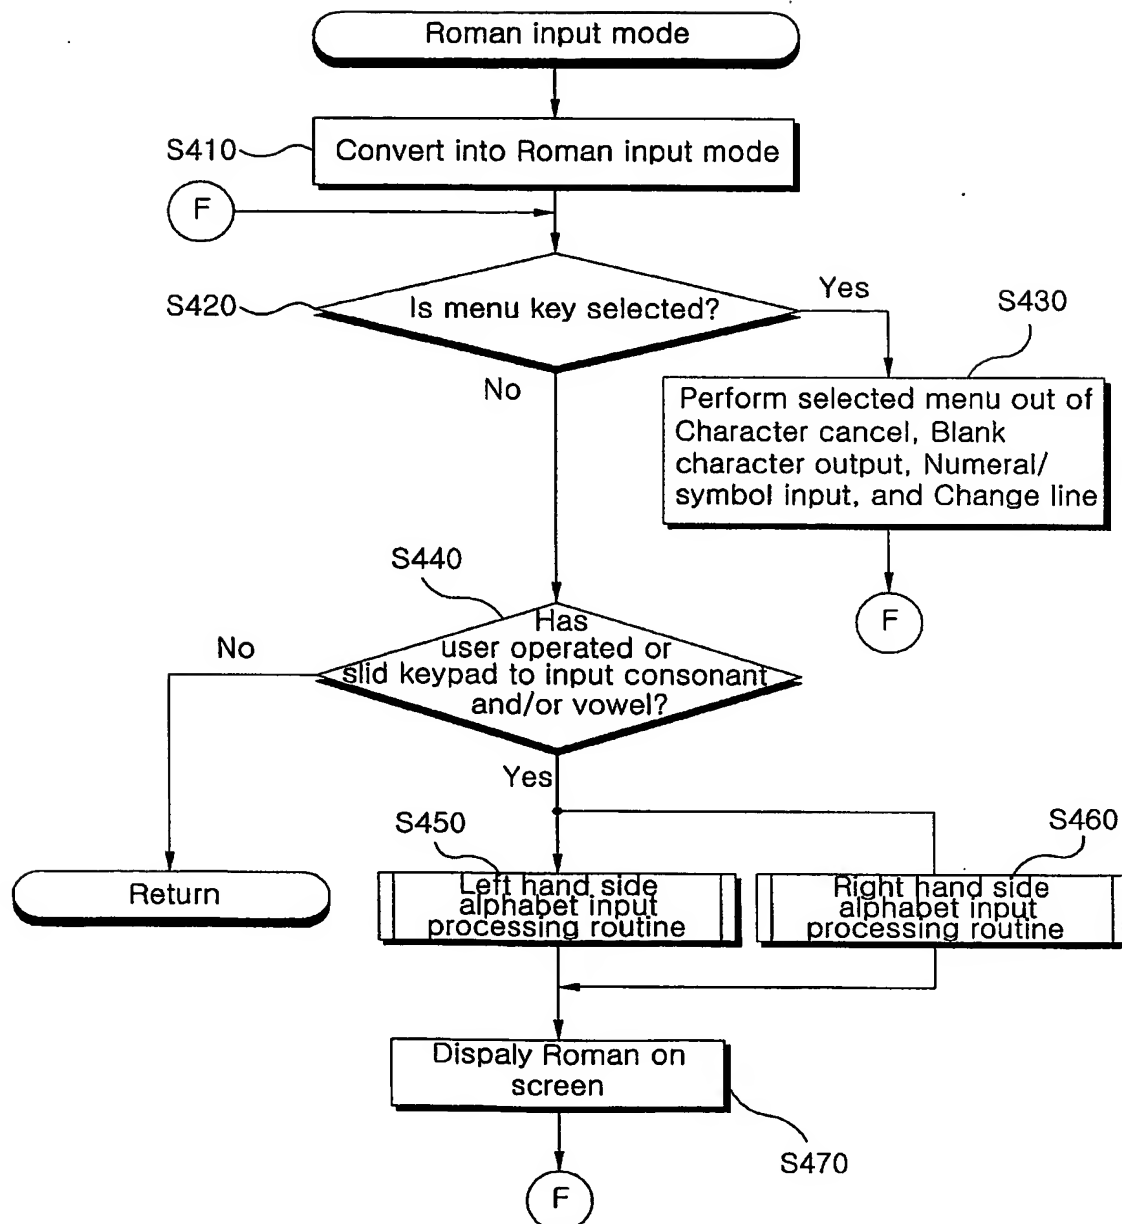 Roman input mode
S410
Convert into Roman input mode
F
S420
Is menu key selected?
Yes
S430
No
Perform selected menu out of
Character cancel, Blank
character output, Numeral/
symbol input, and Change line
F
S440
Has
user operated or
slid keypad to input consonant
and/or vowel?
No
Yes
Return
S450
Left hand side
alphabet input
processing routine
S460
Right hand side
alphabet input
processing routine
Dispaly Roman on
screen
S470
F